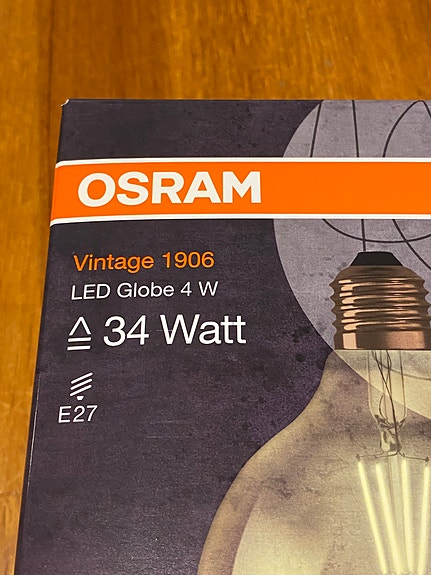 OSRAM
Vintage 1906
LED Globe 4 W
≙ 34 Watt
E27